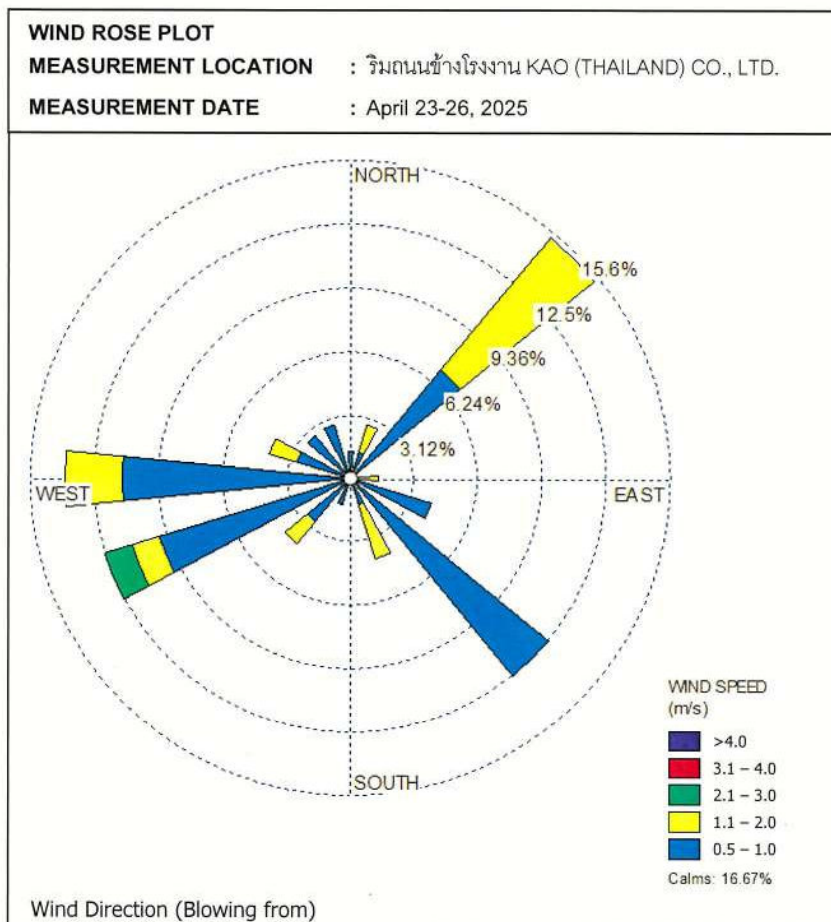 WIND ROSE PLOT
MEASUREMENT LOCATION : ริมถนนข้างโรงงาน KAO (THAILAND) CO., LTD.
MEASUREMENT DATE : April 23-26, 2025
NORTH
15.6%
12.5%
9.36%
6.24%
3.12%
WEST
EAST
SOUTH
WIND SPEED
(m/s)
>4.0
3.1 – 4.0
2.1 – 3.0
1.1 – 2.0
0.5 – 1.0
Calms: 16.67%
Wind Direction (Blowing from)